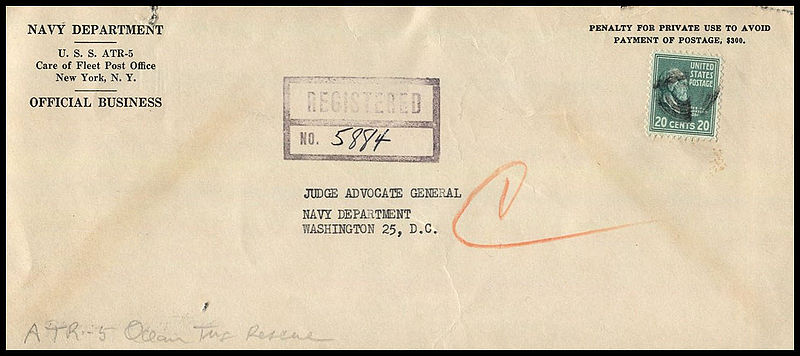 NAVY DEPARTMENT
U. S. S. ATR-5
Care of Fleet Post Office
New York, N. Y.
OFFICIAL BUSINESS
PENALTY FOR PRIVATE USE TO AVOID
PAYMENT OF POSTAGE, $300.
UNITED
STATES
POSTAGE
20 CENTS 20
REGISTERED
NO. 5884
JUDGE ADVOCATE GENERAL
NAVY DEPARTMENT
WASHINGTON 25, D.C.
ATR-5 Ocean Tug Rescue